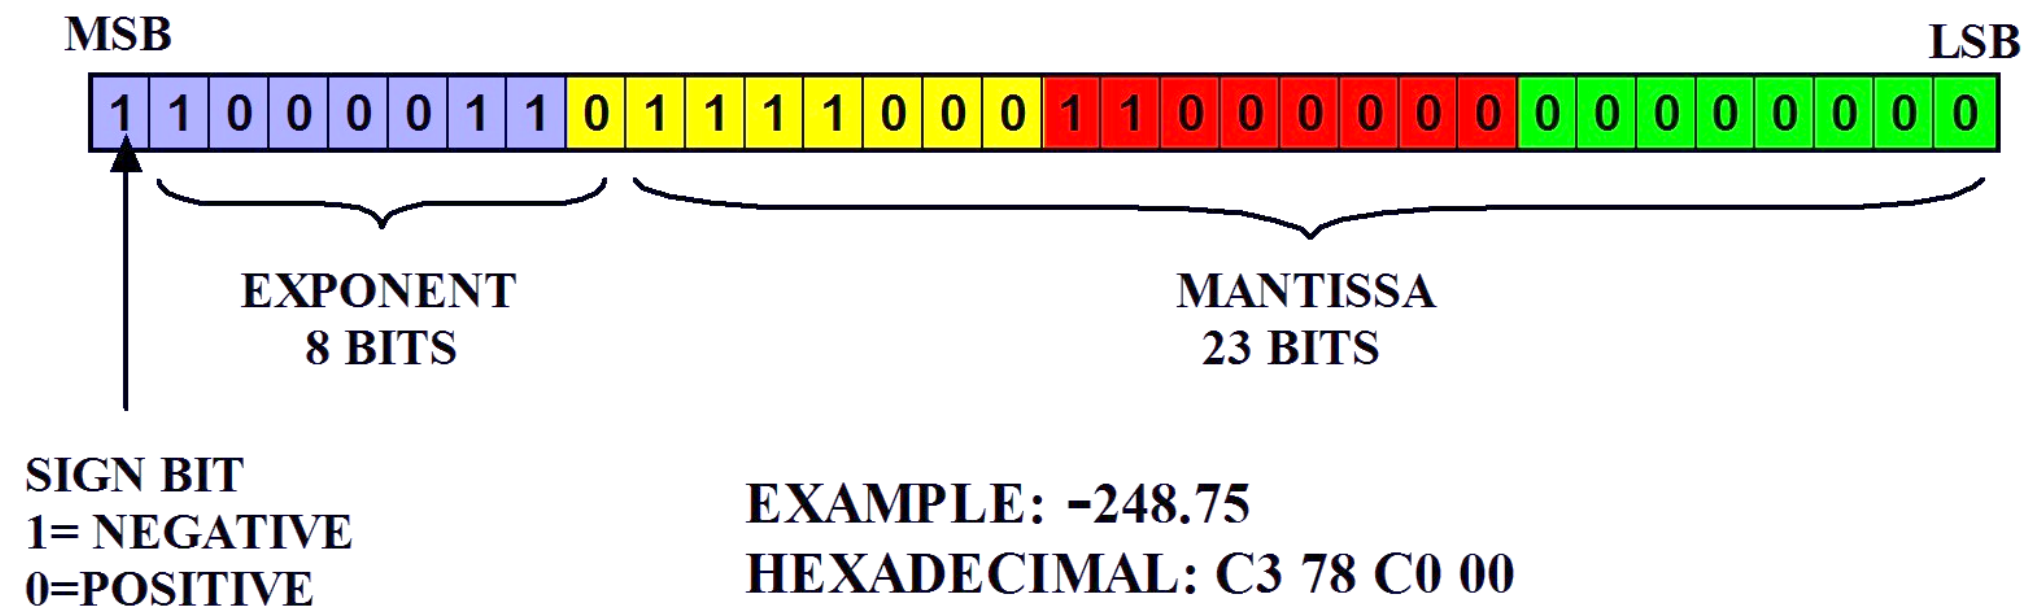 MSB LSB
1 1 0 0 0 0 1 1 0 1 1 1 1 0 0 0 1 1 0 0 0 0 0 0 0 0 0 0 0 0 0 0
EXPONENT
8 BITS
MANTISSA
23 BITS
SIGN BIT
1= NEGATIVE
0=POSITIVE
EXAMPLE: -248.75
HEXADECIMAL: C3 78 C0 00